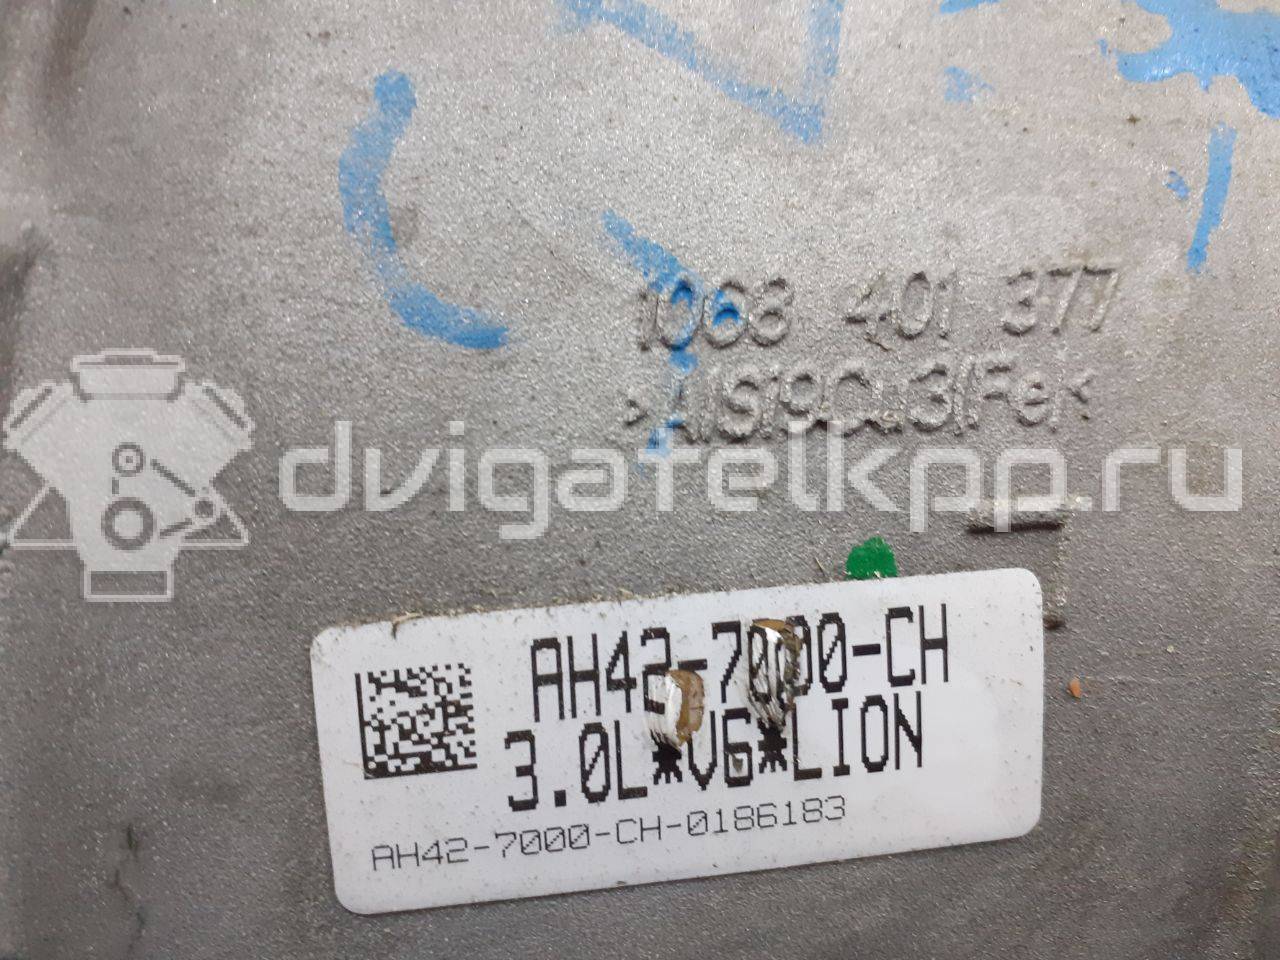 1068 401 377
>AlSi9Cu3(Fe)<
dvigatelkpp.ru
AH42-7000-CH
3.0L*V6*LION
AH42-7000-CH-0186183